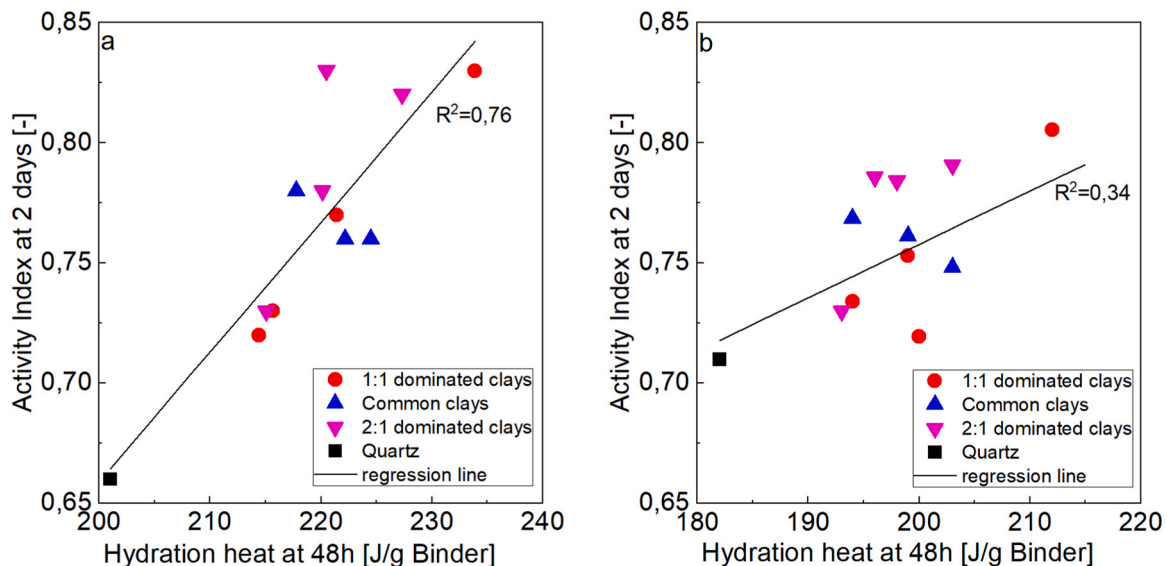 a
Activity Index at 2 days [-]
0,85
0,80
0,75
0,70
0,65
R²=0,76
1:1 dominated clays
Common clays
2:1 dominated clays
Quartz
regression line
200 210 220 230 240
Hydration heat at 48h [J/g Binder]
b
Activity Index at 2 days [-]
0,85
0,80
0,75
0,70
0,65
R²=0,34
1:1 dominated clays
Common clays
2:1 dominated clays
Quartz
regression line
180 190 200 210 220
Hydration heat at 48h [J/g Binder]